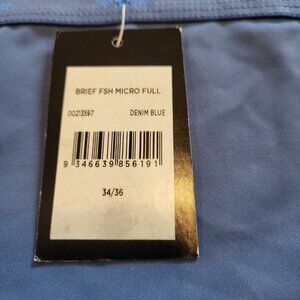 BRIEF FSH MICRO FULL
00213597 DENIM BLUE
9 346639 856191
34/36